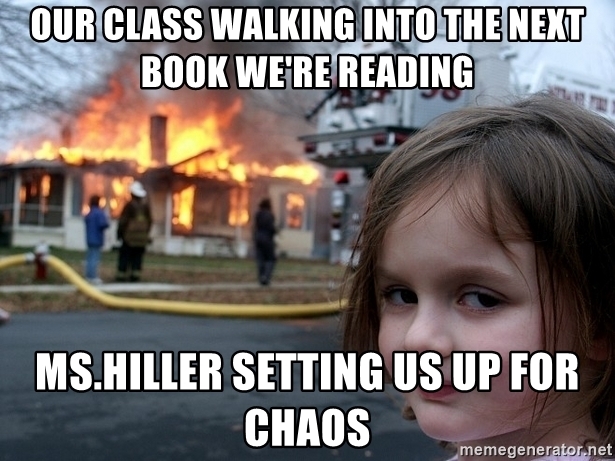 OUR CLASS WALKING INTO THE NEXT
BOOK WE'RE READING
MS.HILLER SETTING US UP FOR
CHAOS
memegenerator.net